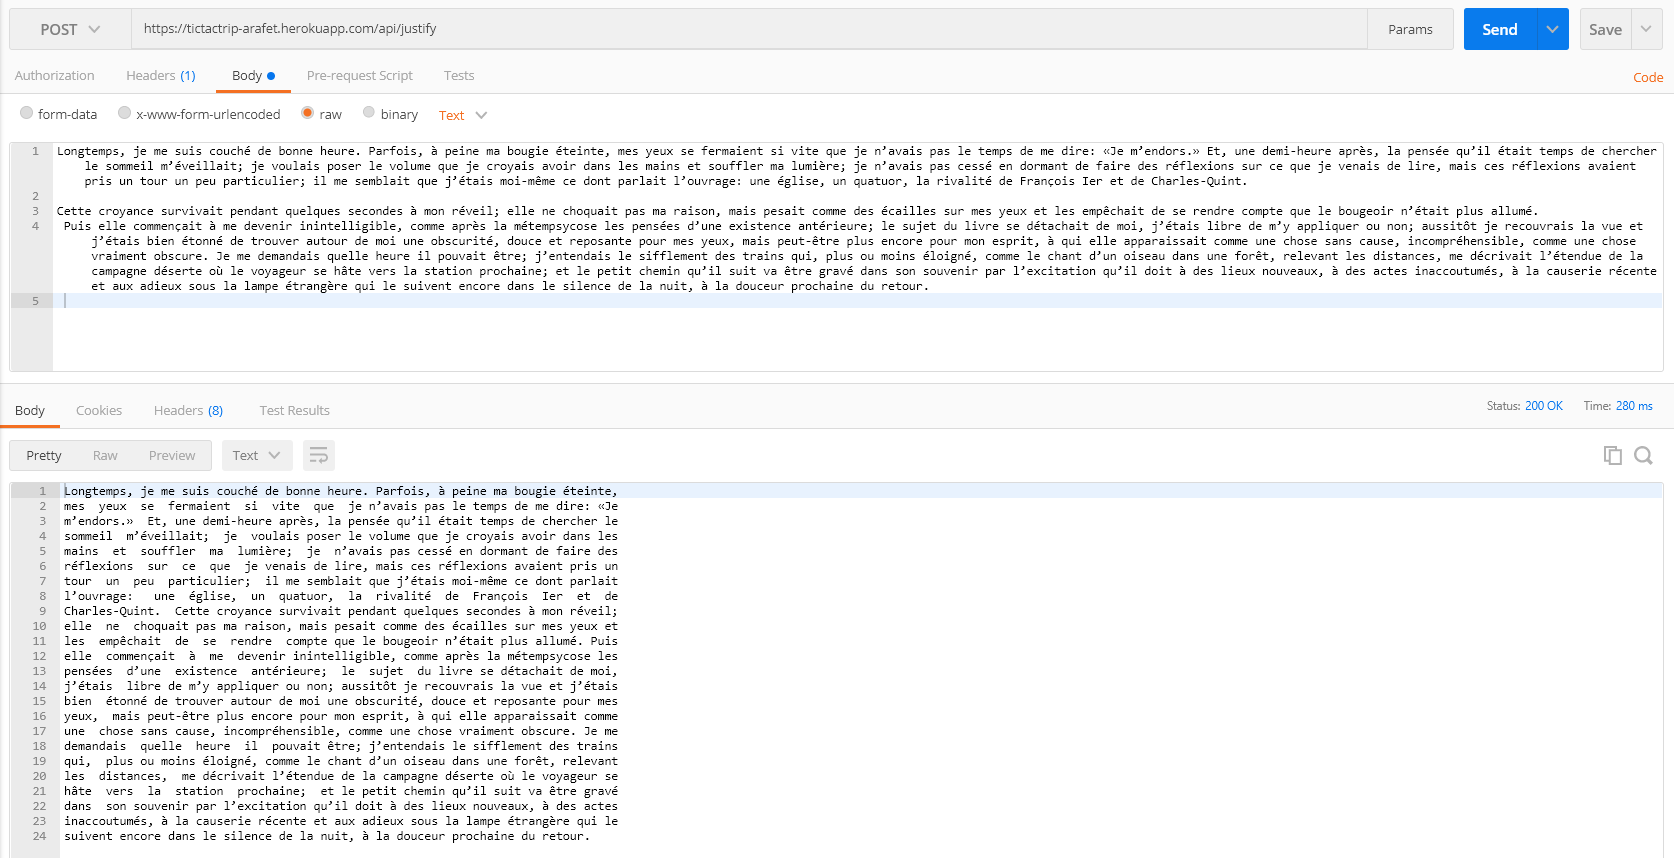 POST
https://tictactrip-arafet.herokuapp.com/api/justify
Params
Send
Save
Authorization
Headers (1)
Body
Pre-request Script
Tests
Code
form-data
x-www-form-urlencoded
raw
binary
Text
1 Longtemps, je me suis couché de bonne heure. Parfois, à peine ma bougie éteinte, mes yeux se fermaient si vite que je n’avais pas le temps de me dire: «Je m’endors.» Et, une demi-heure après, la pensée qu’il était temps de chercher
le sommeil m’éveillait; je voulais poser le volume que je croyais avoir dans les mains et souffler ma lumière; je n’avais pas cessé en dormant de faire des réflexions sur ce que je venais de lire, mais ces réflexions avaient
pris un tour un peu particulier; il me semblait que j’étais moi-même ce dont parlait l’ouvrage: une église, un quatuor, la rivalité de François Ier et de Charles-Quint.
2
3 Cette croyance survivait pendant quelques secondes à mon réveil; elle ne choquait pas ma raison, mais pesait comme des écailles sur mes yeux et les empêchait de se rendre compte que le bougeoir n’était plus allumé.
4 Puis elle commençait à me devenir inintelligible, comme après la métempsycose les pensées d’une existence antérieure; le sujet du livre se détachait de moi, j’étais libre de m’y appliquer ou non; aussitôt je recouvrais la vue et
j’étais bien étonné de trouver autour de moi une obscurité, douce et reposante pour mes yeux, mais peut-être plus encore pour mon esprit, à qui elle apparaissait comme une chose sans cause, incompréhensible, comme une chose
vraiment obscure. Je me demandais quelle heure il pouvait être; j’entendais le sifflement des trains qui, plus ou moins éloigné, comme le chant d’un oiseau dans une forêt, relevant les distances, me décrivait l’étendue de la
campagne déserte où le voyageur se hâte vers la station prochaine; et le petit chemin qu’il suit va être gravé dans son souvenir par l’excitation qu’il doit à des lieux nouveaux, à des actes inaccoutumés, à la causerie récente
et aux adieux sous la lampe étrangère qui le suivent encore dans le silence de la nuit, à la douceur prochaine du retour.
5
Body
Cookies
Headers (8)
Test Results
Status: 200 OK
Time: 280 ms
Pretty
Raw
Preview
Text
1 Longtemps, je me suis couché de bonne heure. Parfois, à peine ma bougie éteinte,
2 mes  yeux  se  fermaient  si  vite  que  je n’avais pas le temps de me dire: «Je
3 m’endors.»  Et, une demi-heure après, la pensée qu’il était temps de chercher le
4 sommeil  m’éveillait;  je  voulais poser le volume que je croyais avoir dans les
5 mains  et  souffler  ma  lumière;  je  n’avais pas cessé en dormant de faire des
6 réflexions  sur  ce  que  je venais de lire, mais ces réflexions avaient pris un
7 tour  un  peu  particulier;  il me semblait que j’étais moi-même ce dont parlait
8 l’ouvrage:   une  église,  un  quatuor,  la  rivalité  de  François  Ier  et  de
9 Charles-Quint.  Cette croyance survivait pendant quelques secondes à mon réveil;
10 elle  ne  choquait pas ma raison, mais pesait comme des écailles sur mes yeux et
11 les  empêchait  de  se  rendre  compte que le bougeoir n’était plus allumé. Puis
12 elle  commençait  à  me  devenir inintelligible, comme après la métempsycose les
13 pensées  d’une  existence  antérieure;  le  sujet  du livre se détachait de moi,
14 j’étais  libre de m’y appliquer ou non; aussitôt je recouvrais la vue et j’étais
15 bien  étonné de trouver autour de moi une obscurité, douce et reposante pour mes
16 yeux,  mais peut-être plus encore pour mon esprit, à qui elle apparaissait comme
17 une  chose sans cause, incompréhensible, comme une chose vraiment obscure. Je me
18 demandais  quelle  heure  il  pouvait être; j’entendais le sifflement des trains
19 qui,  plus ou moins éloigné, comme le chant d’un oiseau dans une forêt, relevant
20 les  distances,  me décrivait l’étendue de la campagne déserte où le voyageur se
21 hâte  vers  la  station  prochaine;  et le petit chemin qu’il suit va être gravé
22 dans  son souvenir par l’excitation qu’il doit à des lieux nouveaux, à des actes
23 inaccoutumés, à la causerie récente et aux adieux sous la lampe étrangère qui le
24 suivent encore dans le silence de la nuit, à la douceur prochaine du retour.